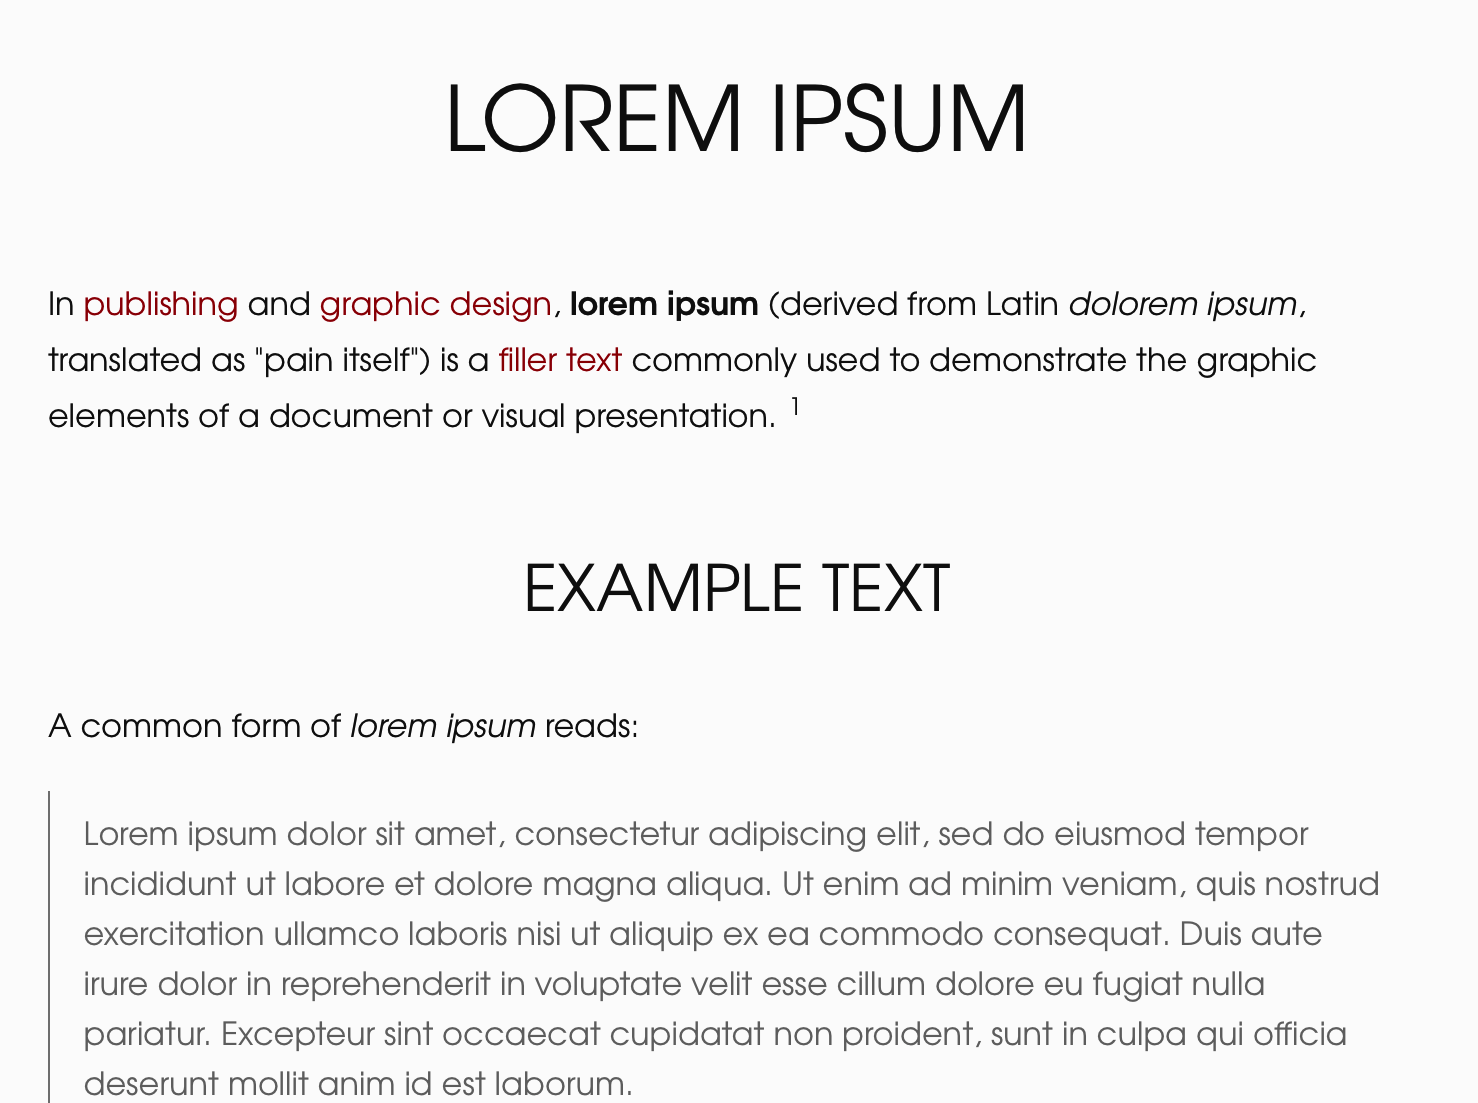 LOREM IPSUM
In publishing and graphic design, lorem ipsum (derived from Latin dolorem ipsum,
translated as "pain itself") is a filler text commonly used to demonstrate the graphic
elements of a document or visual presentation. 1
EXAMPLE TEXT
A common form of lorem ipsum reads:
Lorem ipsum dolor sit amet, consectetur adipiscing elit, sed do eiusmod tempor
incididunt ut labore et dolore magna aliqua. Ut enim ad minim veniam, quis nostrud
exercitation ullamco laboris nisi ut aliquip ex ea commodo consequat. Duis aute
irure dolor in reprehenderit in voluptate velit esse cillum dolore eu fugiat nulla
pariatur. Excepteur sint occaecat cupidatat non proident, sunt in culpa qui officia
deserunt mollit anim id est laborum.